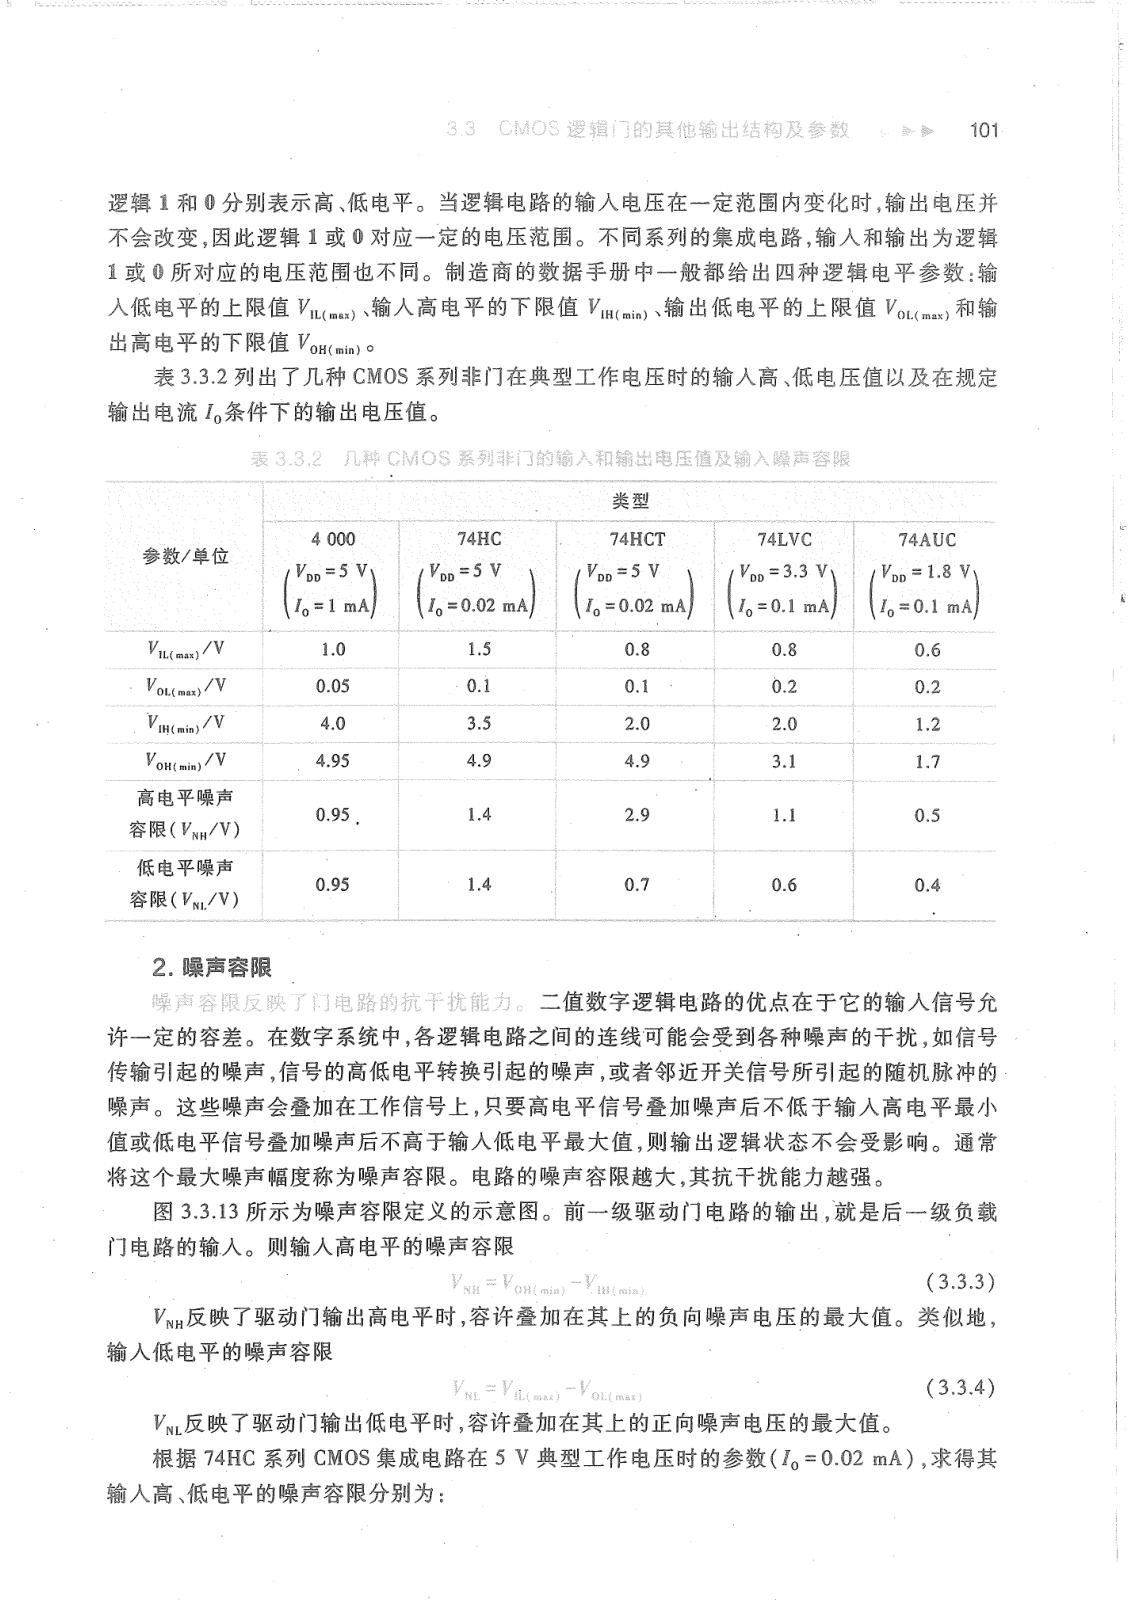 3.3 CMOS逻辑门的其他输出结构及参数 101
逻辑 1 和 0 分别表示高、低电平。当逻辑电路的输入电压在一定范围内变化时,输出电压并
不会改变,因此逻辑 1 或 0 对应一定的电压范围。不同系列的集成电路,输入和输出为逻辑
1 或 0 所对应的电压范围也不同。制造商的数据手册中一般都给出四种逻辑电平参数:输
入低电平的上限值 V_IL(max)、输入高电平的下限值 V_IH(min)、输出低电平的上限值 V_OL(max) 和输
出高电平的下限值 V_OH(min)。
表 3.3.2 列出了几种 CMOS 系列非门在典型工作电压时的输入高、低电压值以及在规定
输出电流 I_O条件下的输出电压值。
表 3.3.2 几种 CMOS 系列非门的输入和输出电压值及输入噪声容限
类型
参数/单位
4 000 74HC 74HCT 74LVC 74AUC
(V_DD=5 V (V_DD=5 V (V_DD=5 V (V_DD=3.3 V (V_DD=1.8 V
I_O=1 mA) I_O=0.02 mA) I_O=0.02 mA) I_O=0.1 mA) I_O=0.1 mA)
V_IL(max)/V 1.0 1.5 0.8 0.8 0.6
V_OL(max)/V 0.05 0.1 0.1 0.2 0.2
V_IH(min)/V 4.0 3.5 2.0 2.0 1.2
V_OH(min)/V 4.95 4.9 4.9 3.1 1.7
高电平噪声
容限(V_NH/V) 0.95 1.4 2.9 1.1 0.5
低电平噪声
容限(V_NL/V) 0.95 1.4 0.7 0.6 0.4
2. 噪声容限
噪声容限反映了门电路的抗干扰能力。二值数字逻辑电路的优点在于它的输入信号允
许一定的容差。在数字系统中,各逻辑电路之间的连线可能会受到各种噪声的干扰,如信号
传输引起的噪声,信号的高低电平转换引起的噪声,或者邻近开关信号所引起的随机脉冲的
噪声。这些噪声会叠加在工作信号上,只要高电平信号叠加噪声后不低于输入高电平最小
值或低电平信号叠加噪声后不高于输入低电平最大值,则输出逻辑状态不会受影响。通常
将这个最大噪声幅度称为噪声容限。电路的噪声容限越大,其抗干扰能力越强。
图 3.3.13 所示为噪声容限定义的示意图。前一级驱动门电路的输出,就是后一级负载
门电路的输入。则输入高电平的噪声容限
V_NH=V_OH(min)-V_IH(min) (3.3.3)
V_NH反映了驱动门输出高电平时,容许叠加在其上的负向噪声电压的最大值。类似地,
输入低电平的噪声容限
V_NL=V_IL(max)-V_OL(max) (3.3.4)
V_NL反映了驱动门输出低电平时,容许叠加在其上的正向噪声电压的最大值。
根据 74HC 系列 CMOS 集成电路在 5 V 典型工作电压时的参数(I_O=0.02 mA),求得其
输入高、低电平的噪声容限分别为: